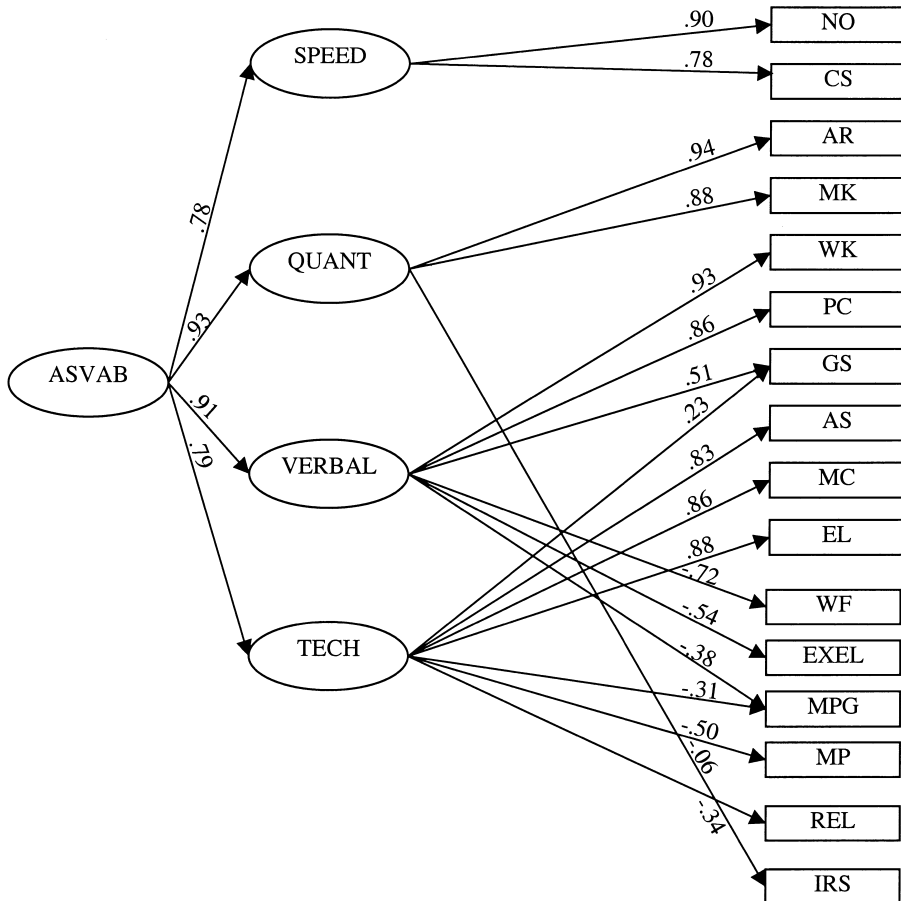 .90
NO
SPEED
.78
CS
.94
AR
.88
MK
.78
QUANT
.93
WK
.93
.86
PC
ASVAB
.51
GS
.23
.91
.83
AS
.79
VERBAL
.86
MC
.88
EL
-.72
WF
-.54
EXEL
TECH
-.38
-.31
MPG
-.50
MP
-.06
-.34
REL
IRS